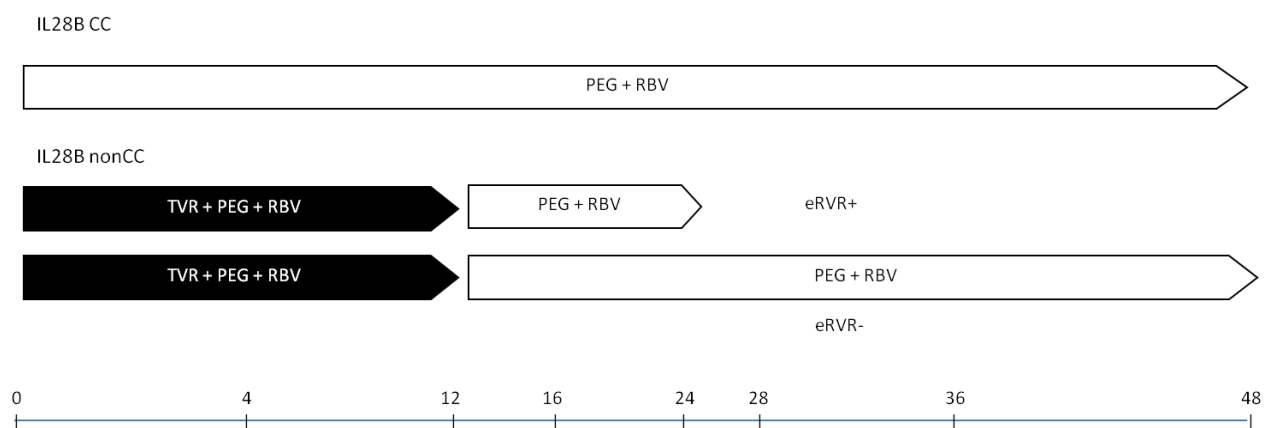 IL28B CC
PEG + RBV
IL28B nonCC
TVR + PEG + RBV
PEG + RBV
eRVR+
TVR + PEG + RBV
PEG + RBV
eRVR-
0 4 12 16 24 28 36 48